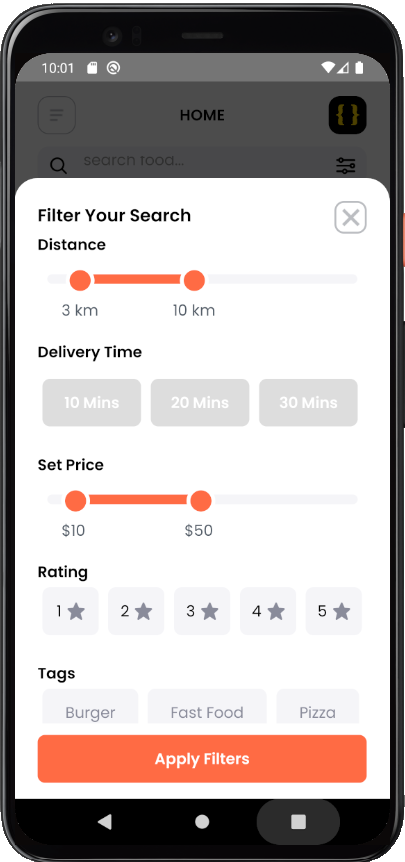 10:01
{}
HOME
search food...
Filter Your Search
Distance
3 km 10 km
Delivery Time
10 Mins 20 Mins 30 Mins
Set Price
$10 $50
Rating
1 2 3 4 5
Tags
Burger Fast Food Pizza
Apply Filters